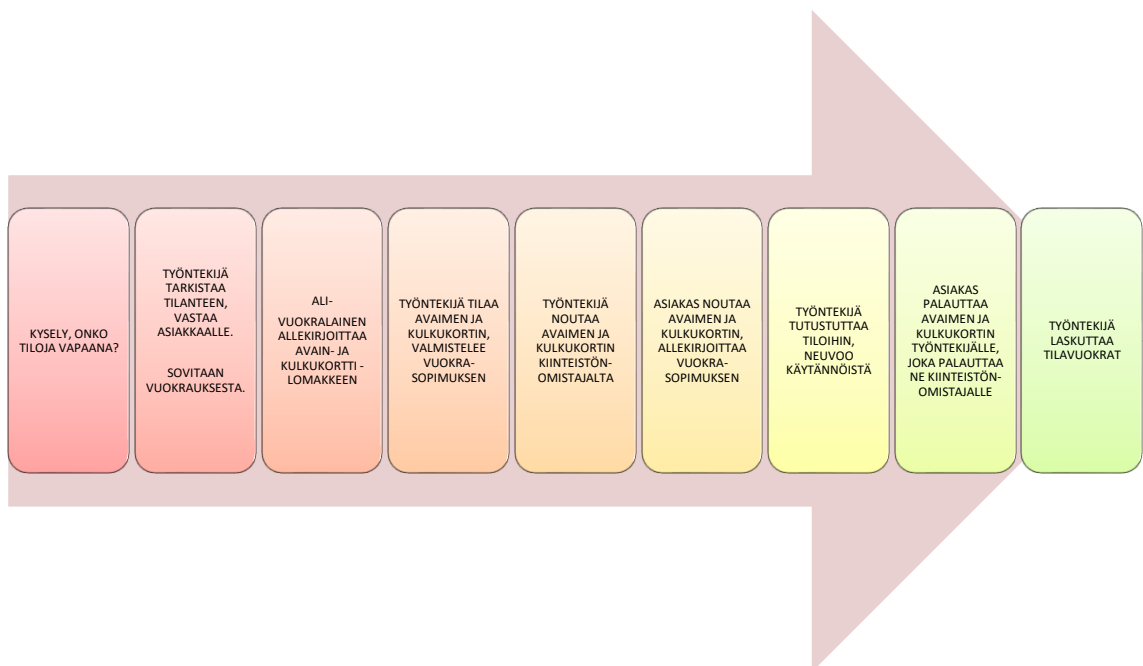 KYSELY, ONKO
TILOJA VAPAANA?
TYÖNTEKIJÄ
TARKISTAA
TILANTEEN,
VASTAA
ASIAKKAALLE.
SOVITAAN
VUOKRAUKSESTA.
ALI-
VUOKRALAINEN
ALLEKIRJOITTAA
AVAIN- JA
KULKUKORTTI -
LOMAKKEEN
TYÖNTEKIJÄ TILAA
AVAIMEN JA
KULKUKORTIN,
VALMISTELEE
VUOKRA-
SOPIMUKSEN
TYÖNTEKIJÄ
NOUTAA
AVAIMEN JA
KULKUKORTIN
KIINTEISTÖN-
OMISTAJALTA
ASIAKAS NOUTAA
AVAIMEN JA
KULKUKORTIN,
ALLEKIRJOITTAA
VUOKRA-
SOPIMUKSEN
TYÖNTEKIJÄ
TUTUSTUTTAA
TILOIHIN,
NEUVOO
KÄYTÄNNÖISTÄ
ASIAKAS
PALAUTTAA
AVAIMEN JA
KULKUKORTIN
TYÖNTEKIJÄLLE,
JOKA PALAUTTAA
NE KIINTEISTÖN-
OMISTAJALLE
TYÖNTEKIJÄ
LASKUTTAA
TILAVUOKRAT